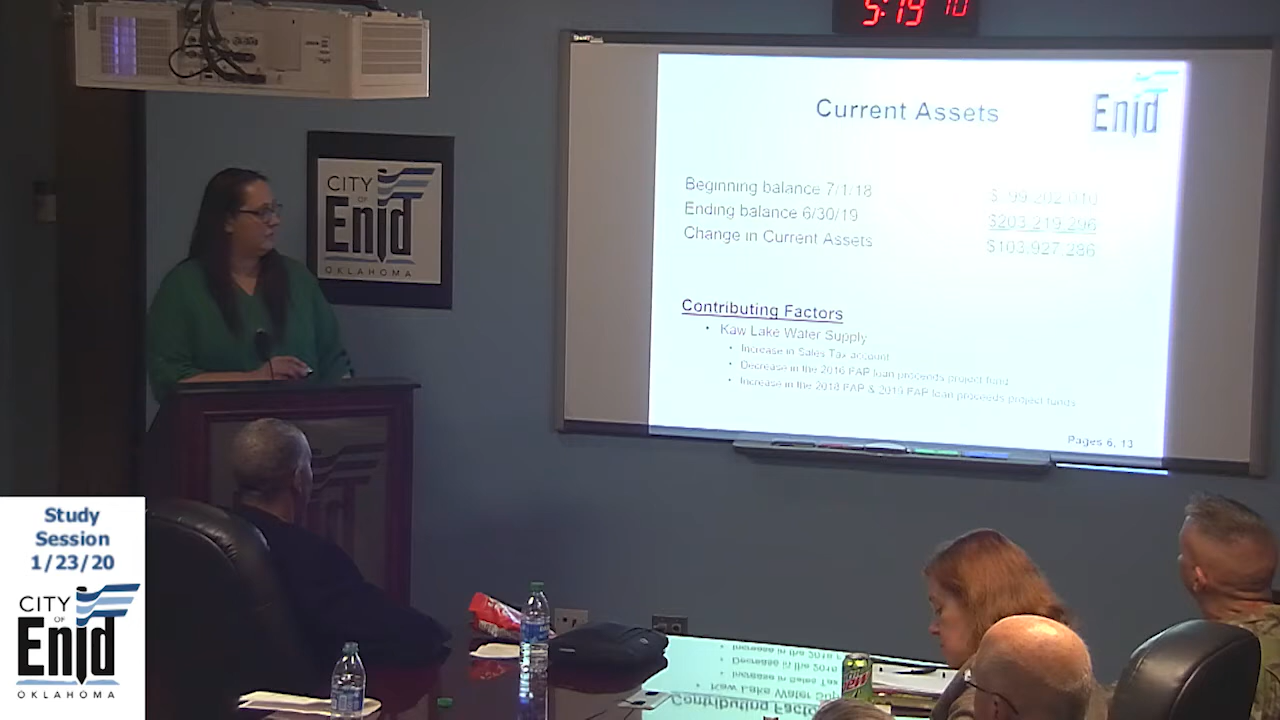 5:19 10
Current Assets
Enid
Beginning balance 7/1/18
Ending balance 6/30/19 $203,219,296
Change in Current Assets $103,927,286
Contributing Factors
• Kaw Lake Water Supply
• Increase in Sales Tax account
• Decrease in the 2016 FAP loan proceeds project fund
• Increase in the 2018 FAP & 2019 FAP loan proceeds project funds
Pages 6, 13
CITY
OF
Enid
OKLAHOMA
Study
Session
1/23/20
CITY
OF
Enid
OKLAHOMA